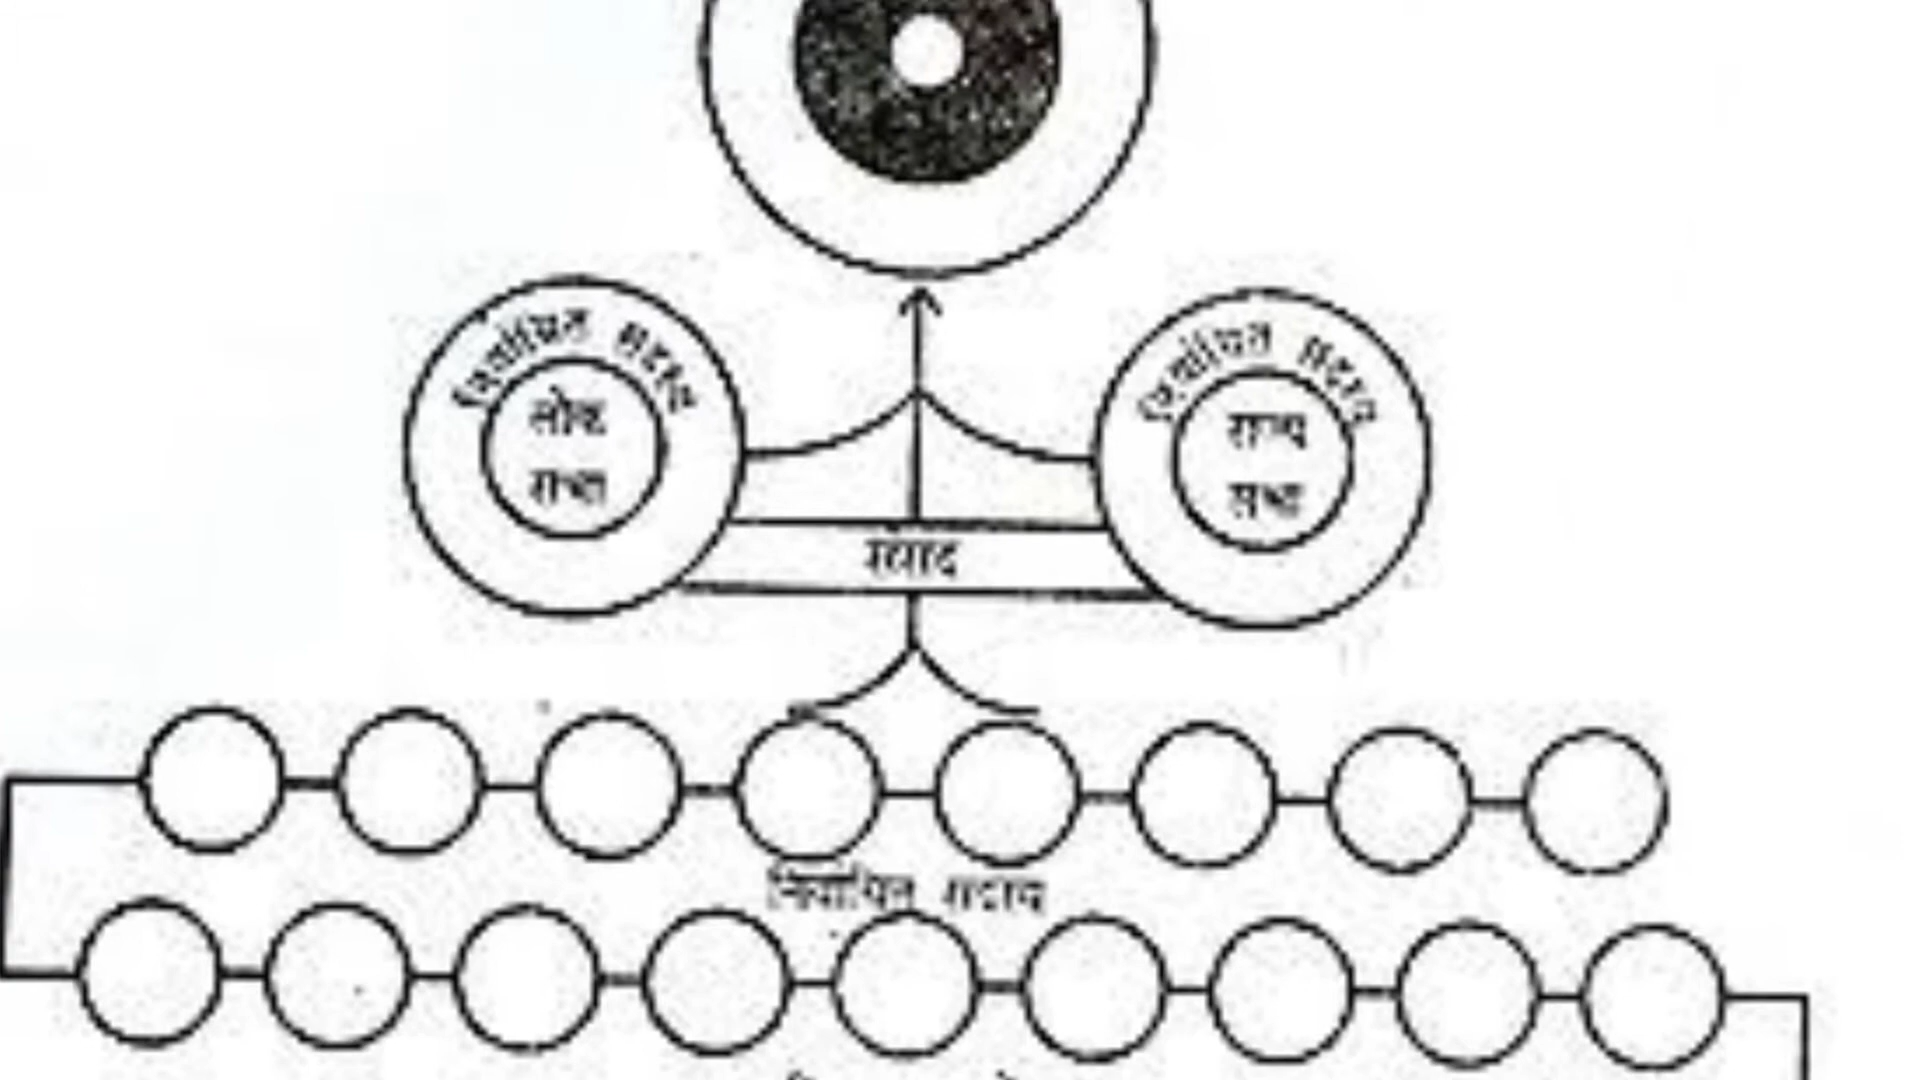 निर्वाचित सदस्य
लोक
सभा
निर्वाचित सदस्य
राज्य
सभा
संसद
निर्वाचित सदस्य